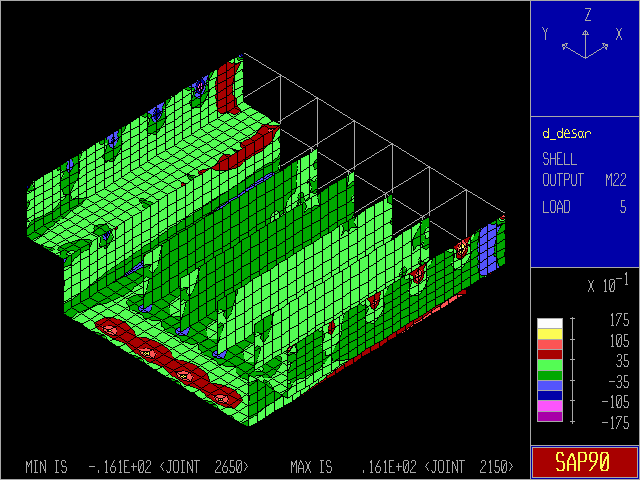 Z
Y X
d_desar
SHELL
OUTPUT M22
LOAD 5
X 10-1
175
105
35
-35
-105
-175
SAP90
MIN IS -.161E+02 <JOINT 2650> MAX IS .161E+02 <JOINT 2150>